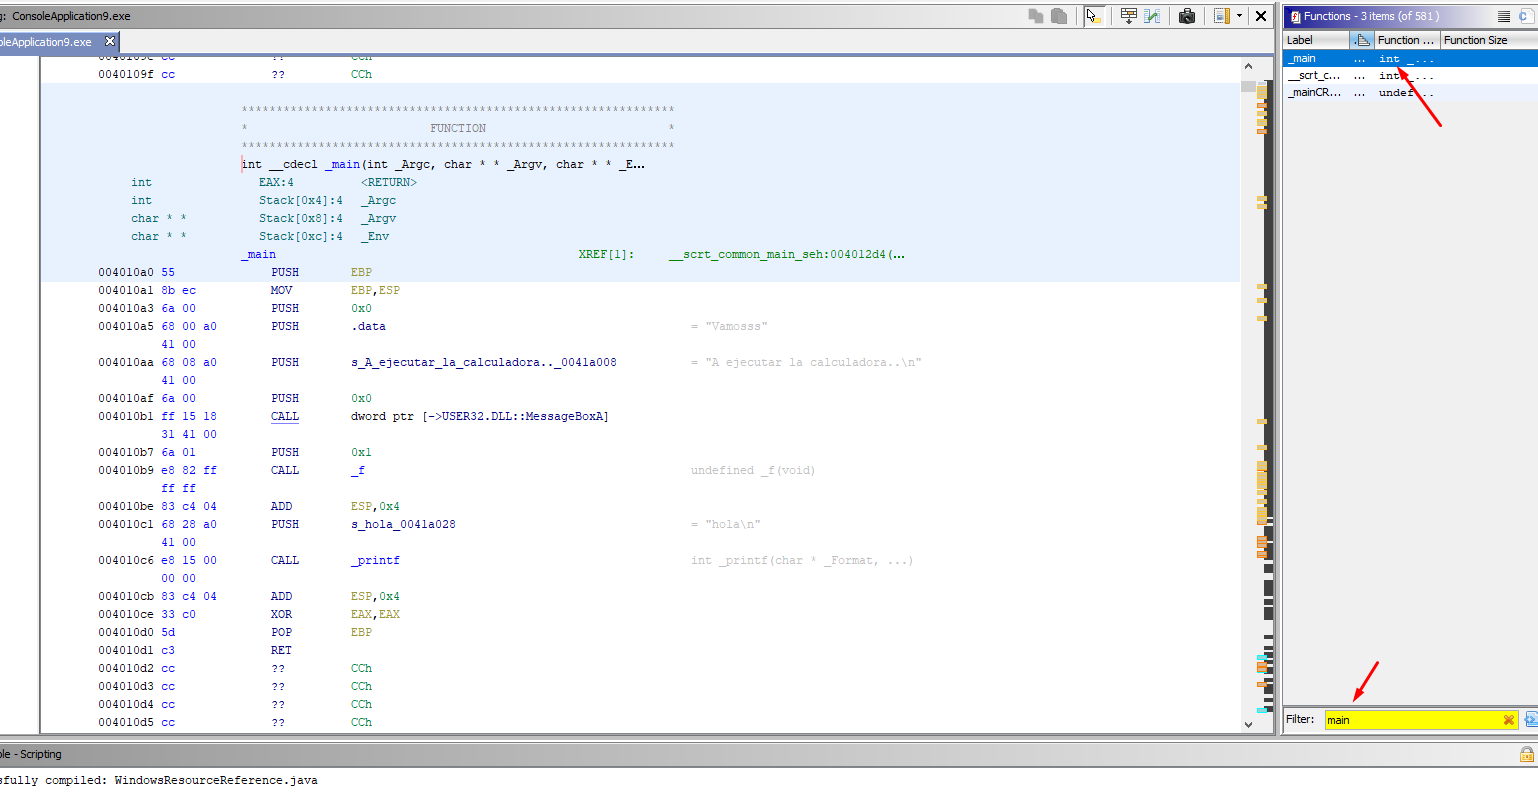 g: ConsoleApplication9.exe
oleApplication9.exe
0040109f cc ?? CCh
**************************************************************
* FUNCTION *
**************************************************************
int __cdecl _main(int _Argc, char * * _Argv, char * * _E...
int EAX:4 <RETURN>
int Stack[0x4]:4 _Argc
char * * Stack[0x8]:4 _Argv
char * * Stack[0xc]:4 _Env
_main XREF[1]: __scrt_common_main_seh:004012d4(...
004010a0 55 PUSH EBP
004010a1 8b ec MOV EBP,ESP
004010a3 6a 00 PUSH 0x0
004010a5 68 00 a0 PUSH .data = "Vamosss"
41 00
004010aa 68 08 a0 PUSH s_A_ejecutar_la_calculadora.._0041a008 = "A ejecutar la calculadora..\n"
41 00
004010af 6a 00 PUSH 0x0
004010b1 ff 15 18 CALL dword ptr [->USER32.DLL::MessageBoxA]
31 41 00
004010b7 6a 01 PUSH 0x1
004010b9 e8 82 ff CALL _f undefined _f(void)
ff ff
004010be 83 c4 04 ADD ESP,0x4
004010c1 68 28 a0 PUSH s_hola_0041a028 = "hola\n"
41 00
004010c6 e8 15 00 CALL _printf int _printf(char * _Format, ...)
00 00
004010cb 83 c4 04 ADD ESP,0x4
004010ce 33 c0 XOR EAX,EAX
004010d0 5d POP EBP
004010d1 c3 RET
004010d2 cc ?? CCh
004010d3 cc ?? CCh
004010d4 cc ?? CCh
004010d5 cc ?? CCh
Functions - 3 items (of 581)
Label Function ... Function Size
_main ... int _...
__scrt_c... ... int _...
_mainCR... ... undef...
Filter: main
ole - Scripting
sfully compiled: WindowsResourceReference.java